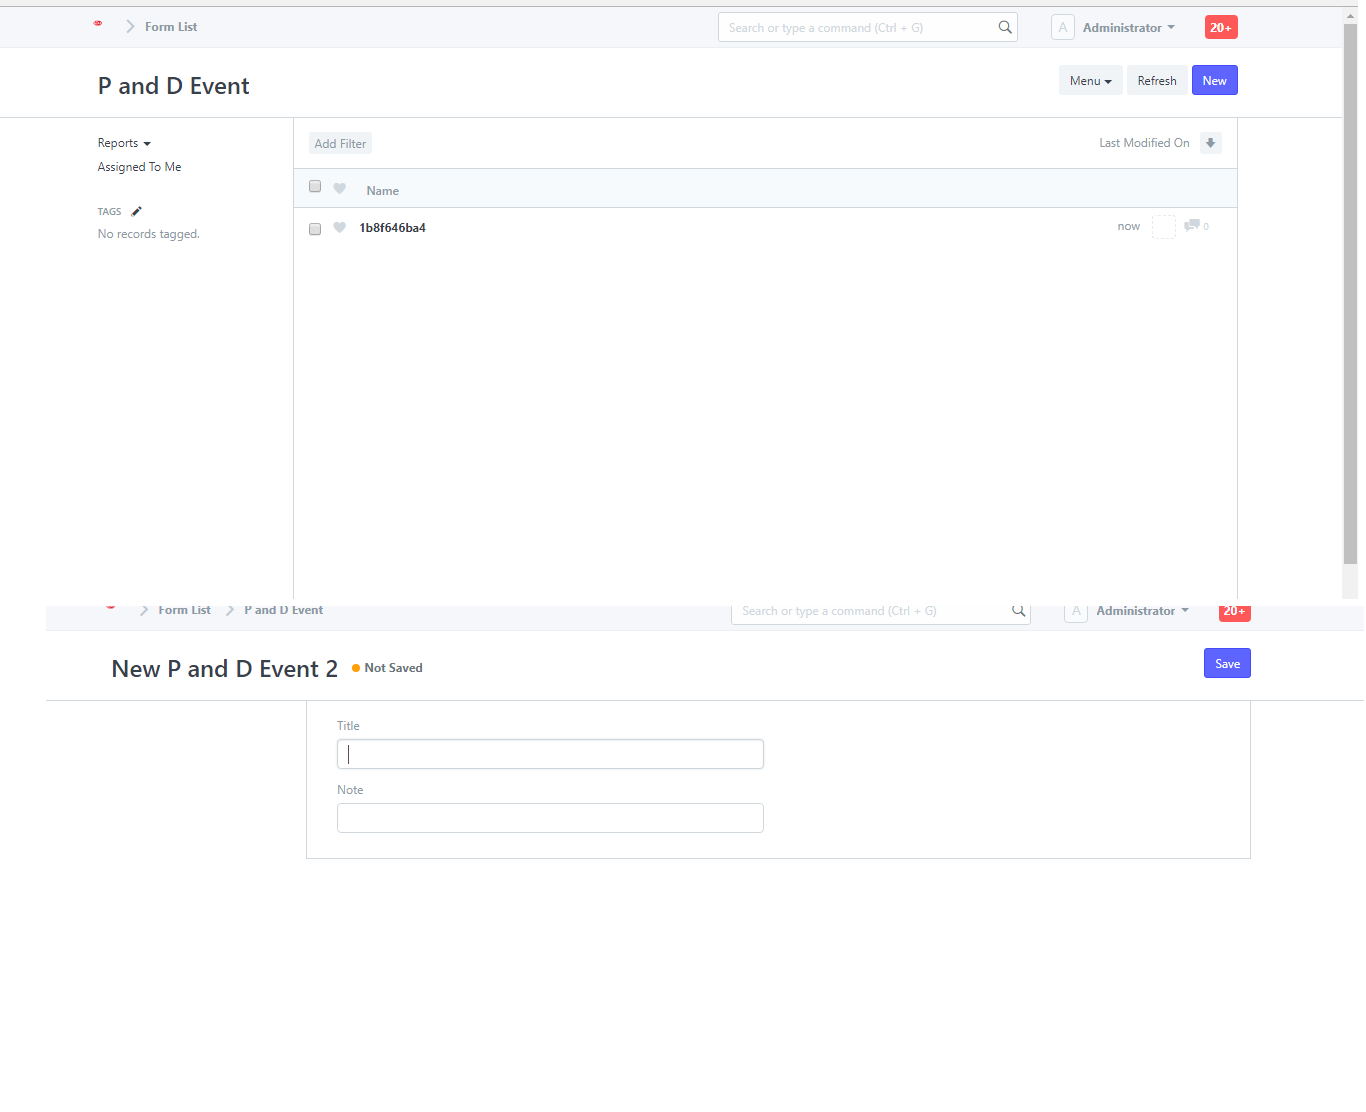 Form List
Search or type a command (Ctrl + G)
A Administrator
20+
P and D Event
Menu
Refresh
New
Reports
Assigned To Me
TAGS
No records tagged.
Add Filter
Last Modified On
Name
1b8f646ba4
now
0
Form List
P and D Event
Search or type a command (Ctrl + G)
A Administrator
20+
New P and D Event 2
Not Saved
Save
Title
Note